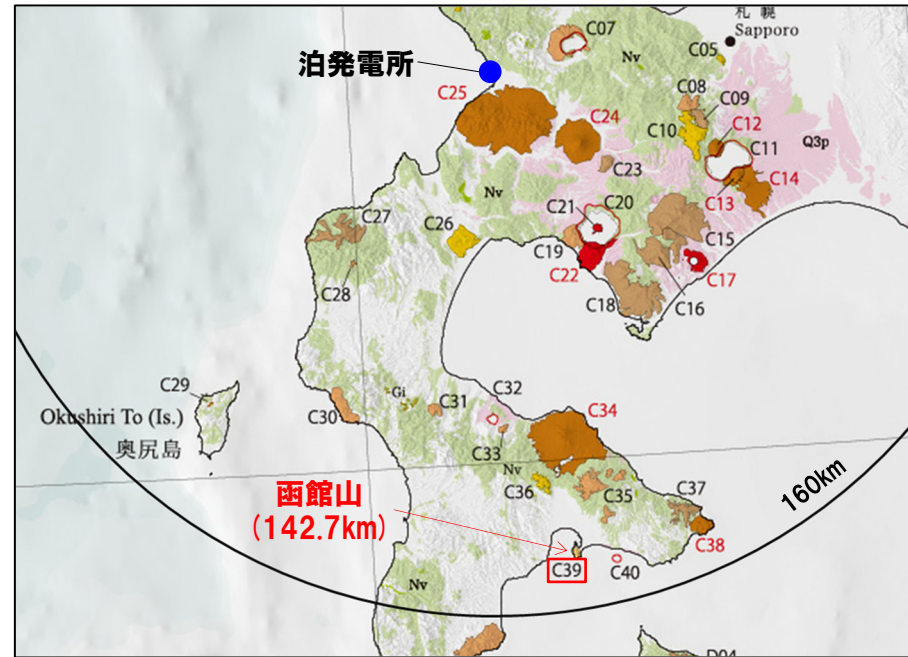 札幌
Sapporo
C07
Nv
C05
泊発電所
C25
C24
C08
C09
C10
C12
C11
Q3p
C23
C14
C13
Nv
C27
C26
C21
C20
C19
C22
C15
C17
C16
C18
C28
C29
Okushiri To (Is.)
奥尻島
C30
Gi
C31
C32
C33
C34
Nv
C36
C35
C37
C38
160km
函館山
(142.7km)
C39
C40
Nv
D04